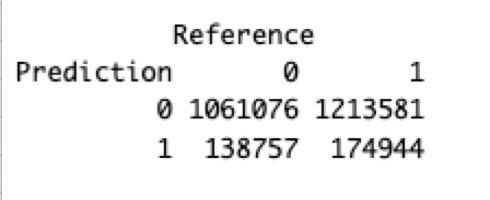 Reference
Prediction 0 1
0 1061076 1213581
1 138757 174944